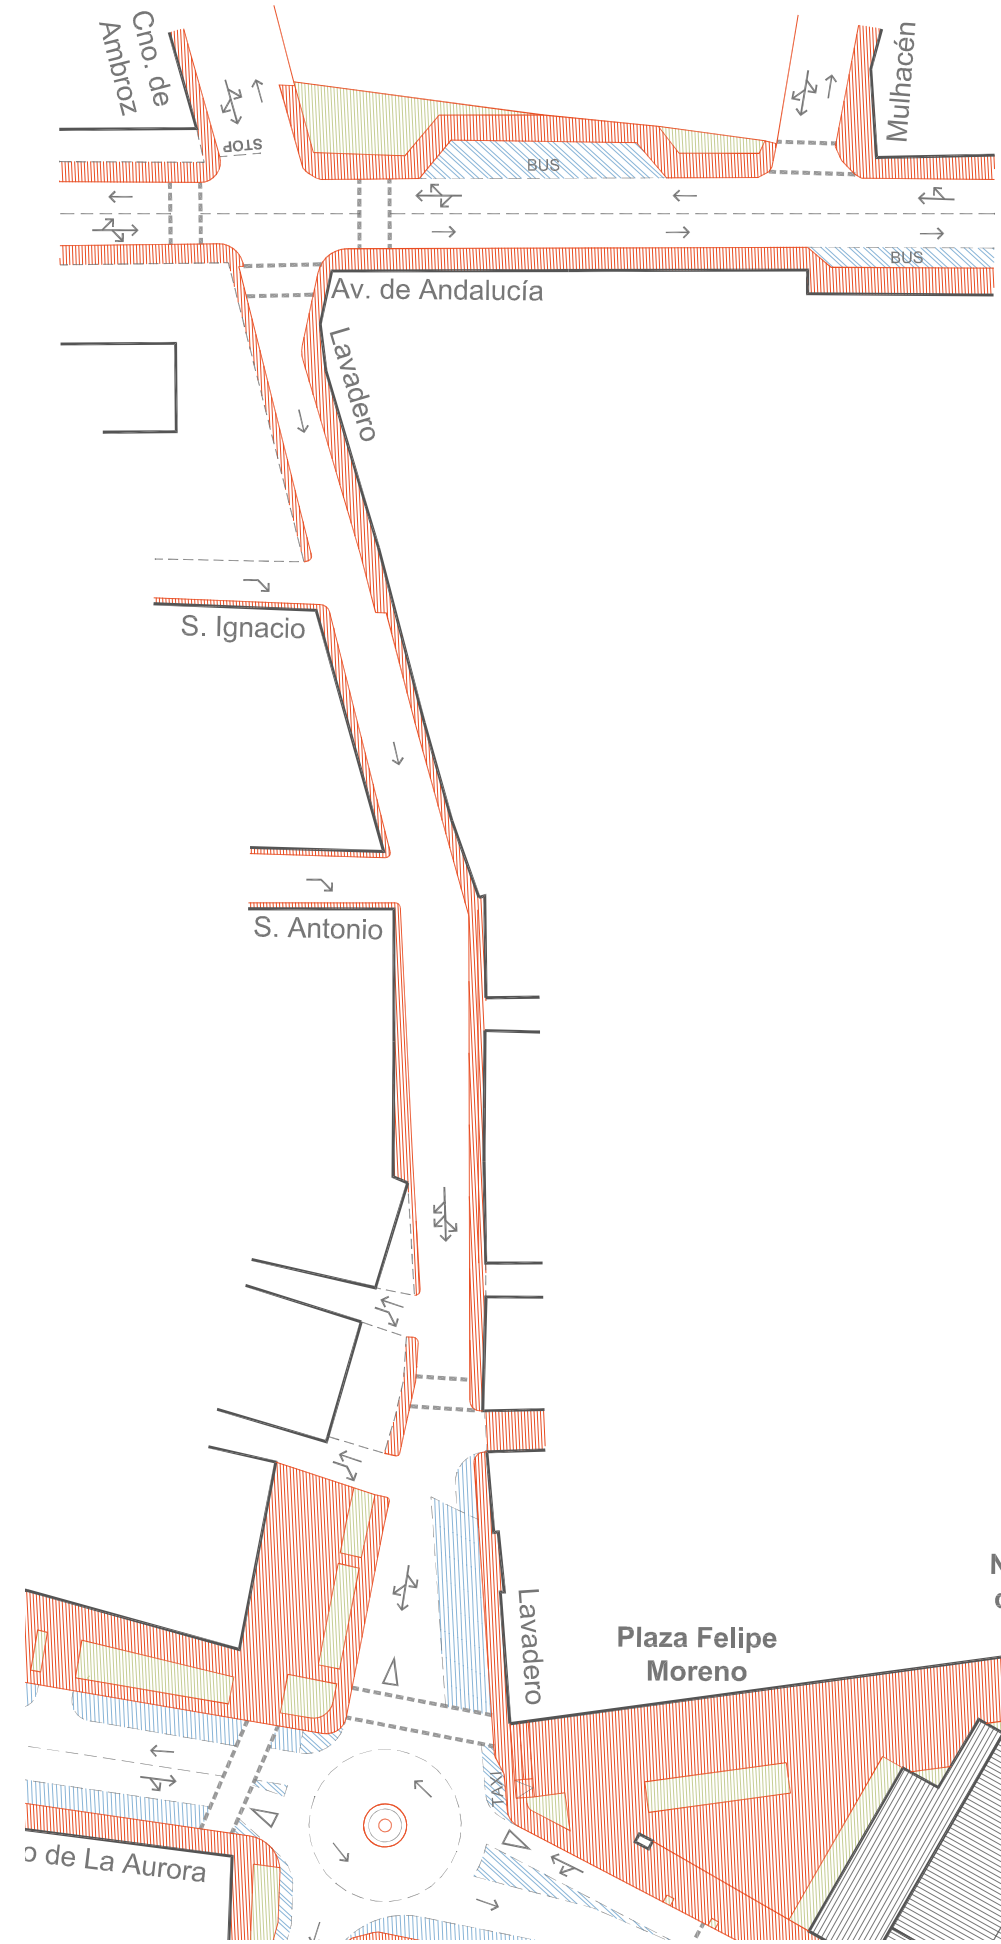 Cno. de
Ambroz
Mulhacén
STOP
BUS
BUS
Av. de Andalucía
Lavadero
S. Ignacio
S. Antonio
Lavadero
Plaza Felipe
Moreno
TAXI
o de La Aurora